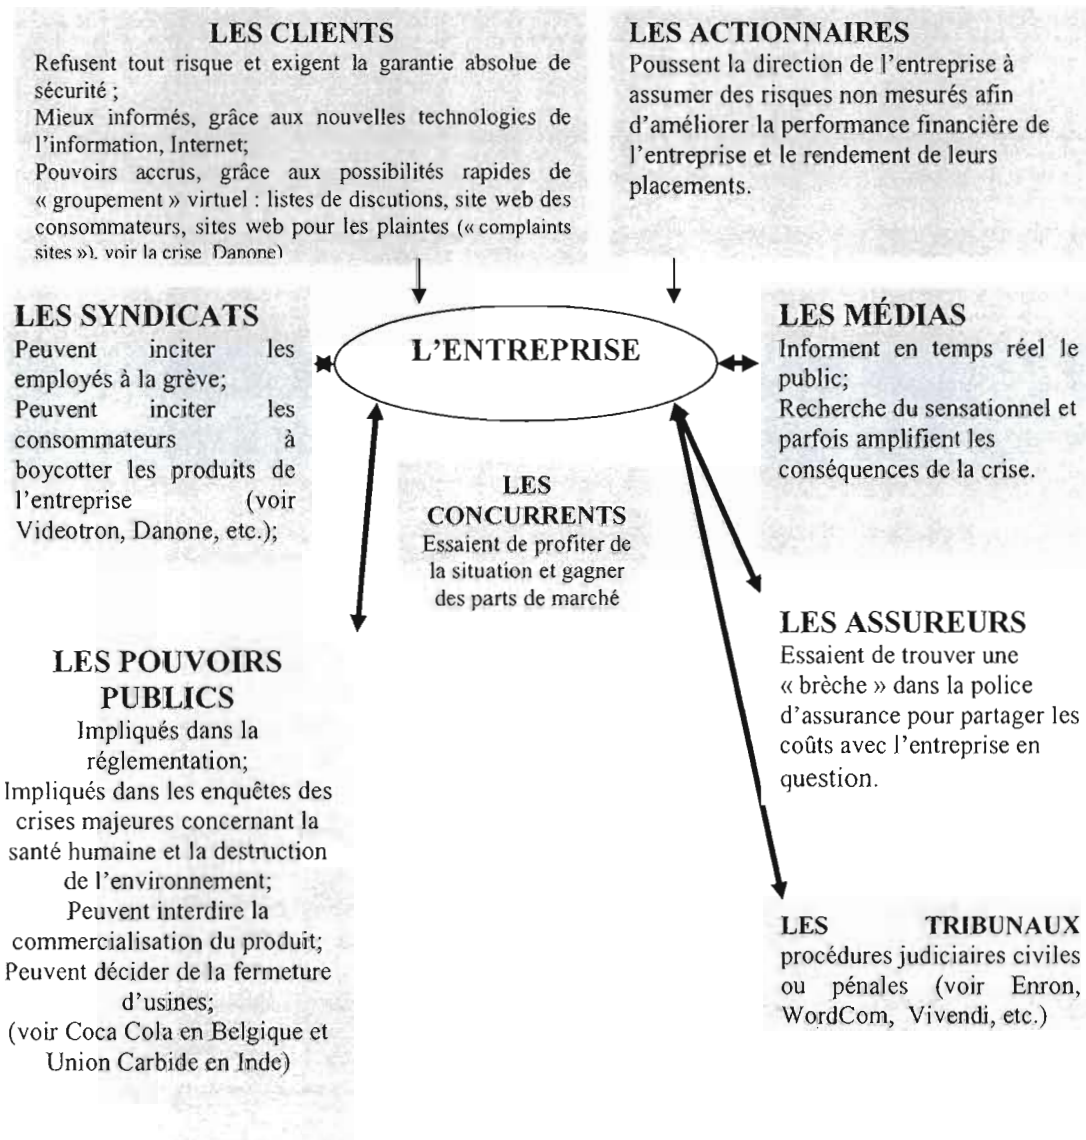 LES CLIENTS
Refusent tout risque et exigent la garantie absolue de
sécurité ;
Mieux informés, grâce aux nouvelles technologies de
l'information, Internet;
Pouvoirs accrus, grâce aux possibilités rapides de
« groupement » virtuel : listes de discutions, site web des
consommateurs, sites web pour les plaintes (« complaints
sites »), voir la crise Danone)
LES ACTIONNAIRES
Poussent la direction de l'entreprise à
assumer des risques non mesurés afin
d'améliorer la performance financière de
l'entreprise et le rendement de leurs
placements.
LES SYNDICATS
Peuvent inciter les
employés à la grève;
Peuvent inciter les
consommateurs à
boycotter les produits de
l'entreprise (voir
Videotron, Danone, etc.);
L'ENTREPRISE
LES MÉDIAS
Informent en temps réel le
public;
Recherche du sensationnel et
parfois amplifient les
conséquences de la crise.
LES
CONCURRENTS
Essaient de profiter de
la situation et gagner
des parts de marché
LES POUVOIRS
PUBLICS
Impliqués dans la
réglementation;
Impliqués dans les enquêtes des
crises majeures concernant la
santé humaine et la destruction
de l'environnement;
Peuvent interdire la
commercialisation du produit;
Peuvent décider de la fermeture
d'usines;
(voir Coca Cola en Belgique et
Union Carbide en Inde)
LES ASSUREURS
Essaient de trouver une
« brèche » dans la police
d'assurance pour partager les
coûts avec l'entreprise en
question.
LES TRIBUNAUX
procédures judiciaires civiles
ou pénales (voir Enron,
WordCom, Vivendi, etc.)